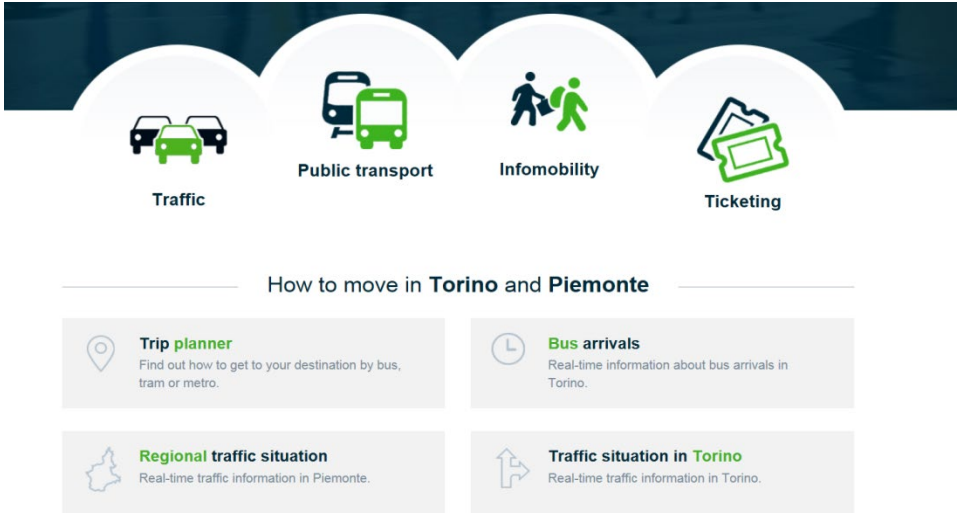 Traffic
Public transport
Infomobility
Ticketing
How to move in Torino and Piemonte
Trip planner
Find out how to get to your destination by bus,
tram or metro.
Bus arrivals
Real-time information about bus arrivals in
Torino.
Regional traffic situation
Real-time traffic information in Piemonte.
Traffic situation in Torino
Real-time traffic information in Torino.